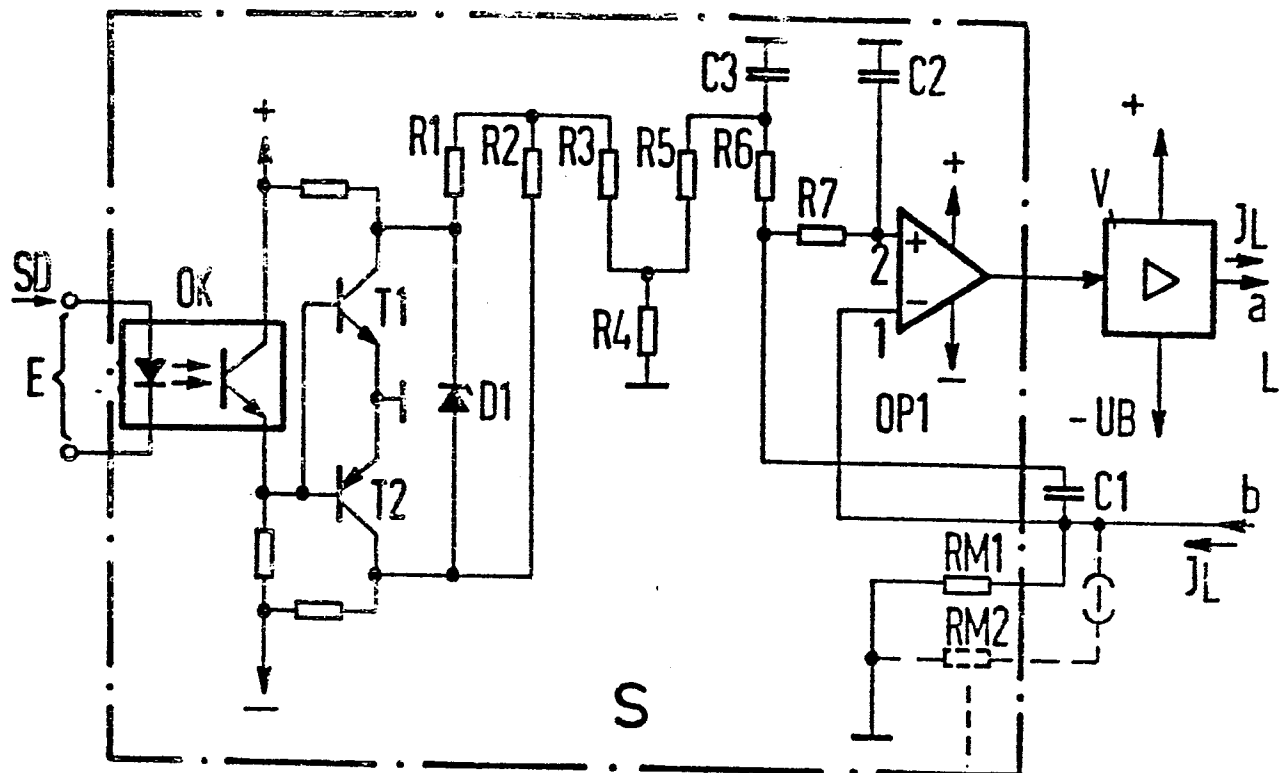 C3
C2
+
+
R1
R2
R3
R5
R6
+
V
R7
+
2
−
1
JL
a
L
SD
OK
T1
E
R4
D1
OP1
−
-UB
T2
C1
b
RM1
JL
RM2
−
S